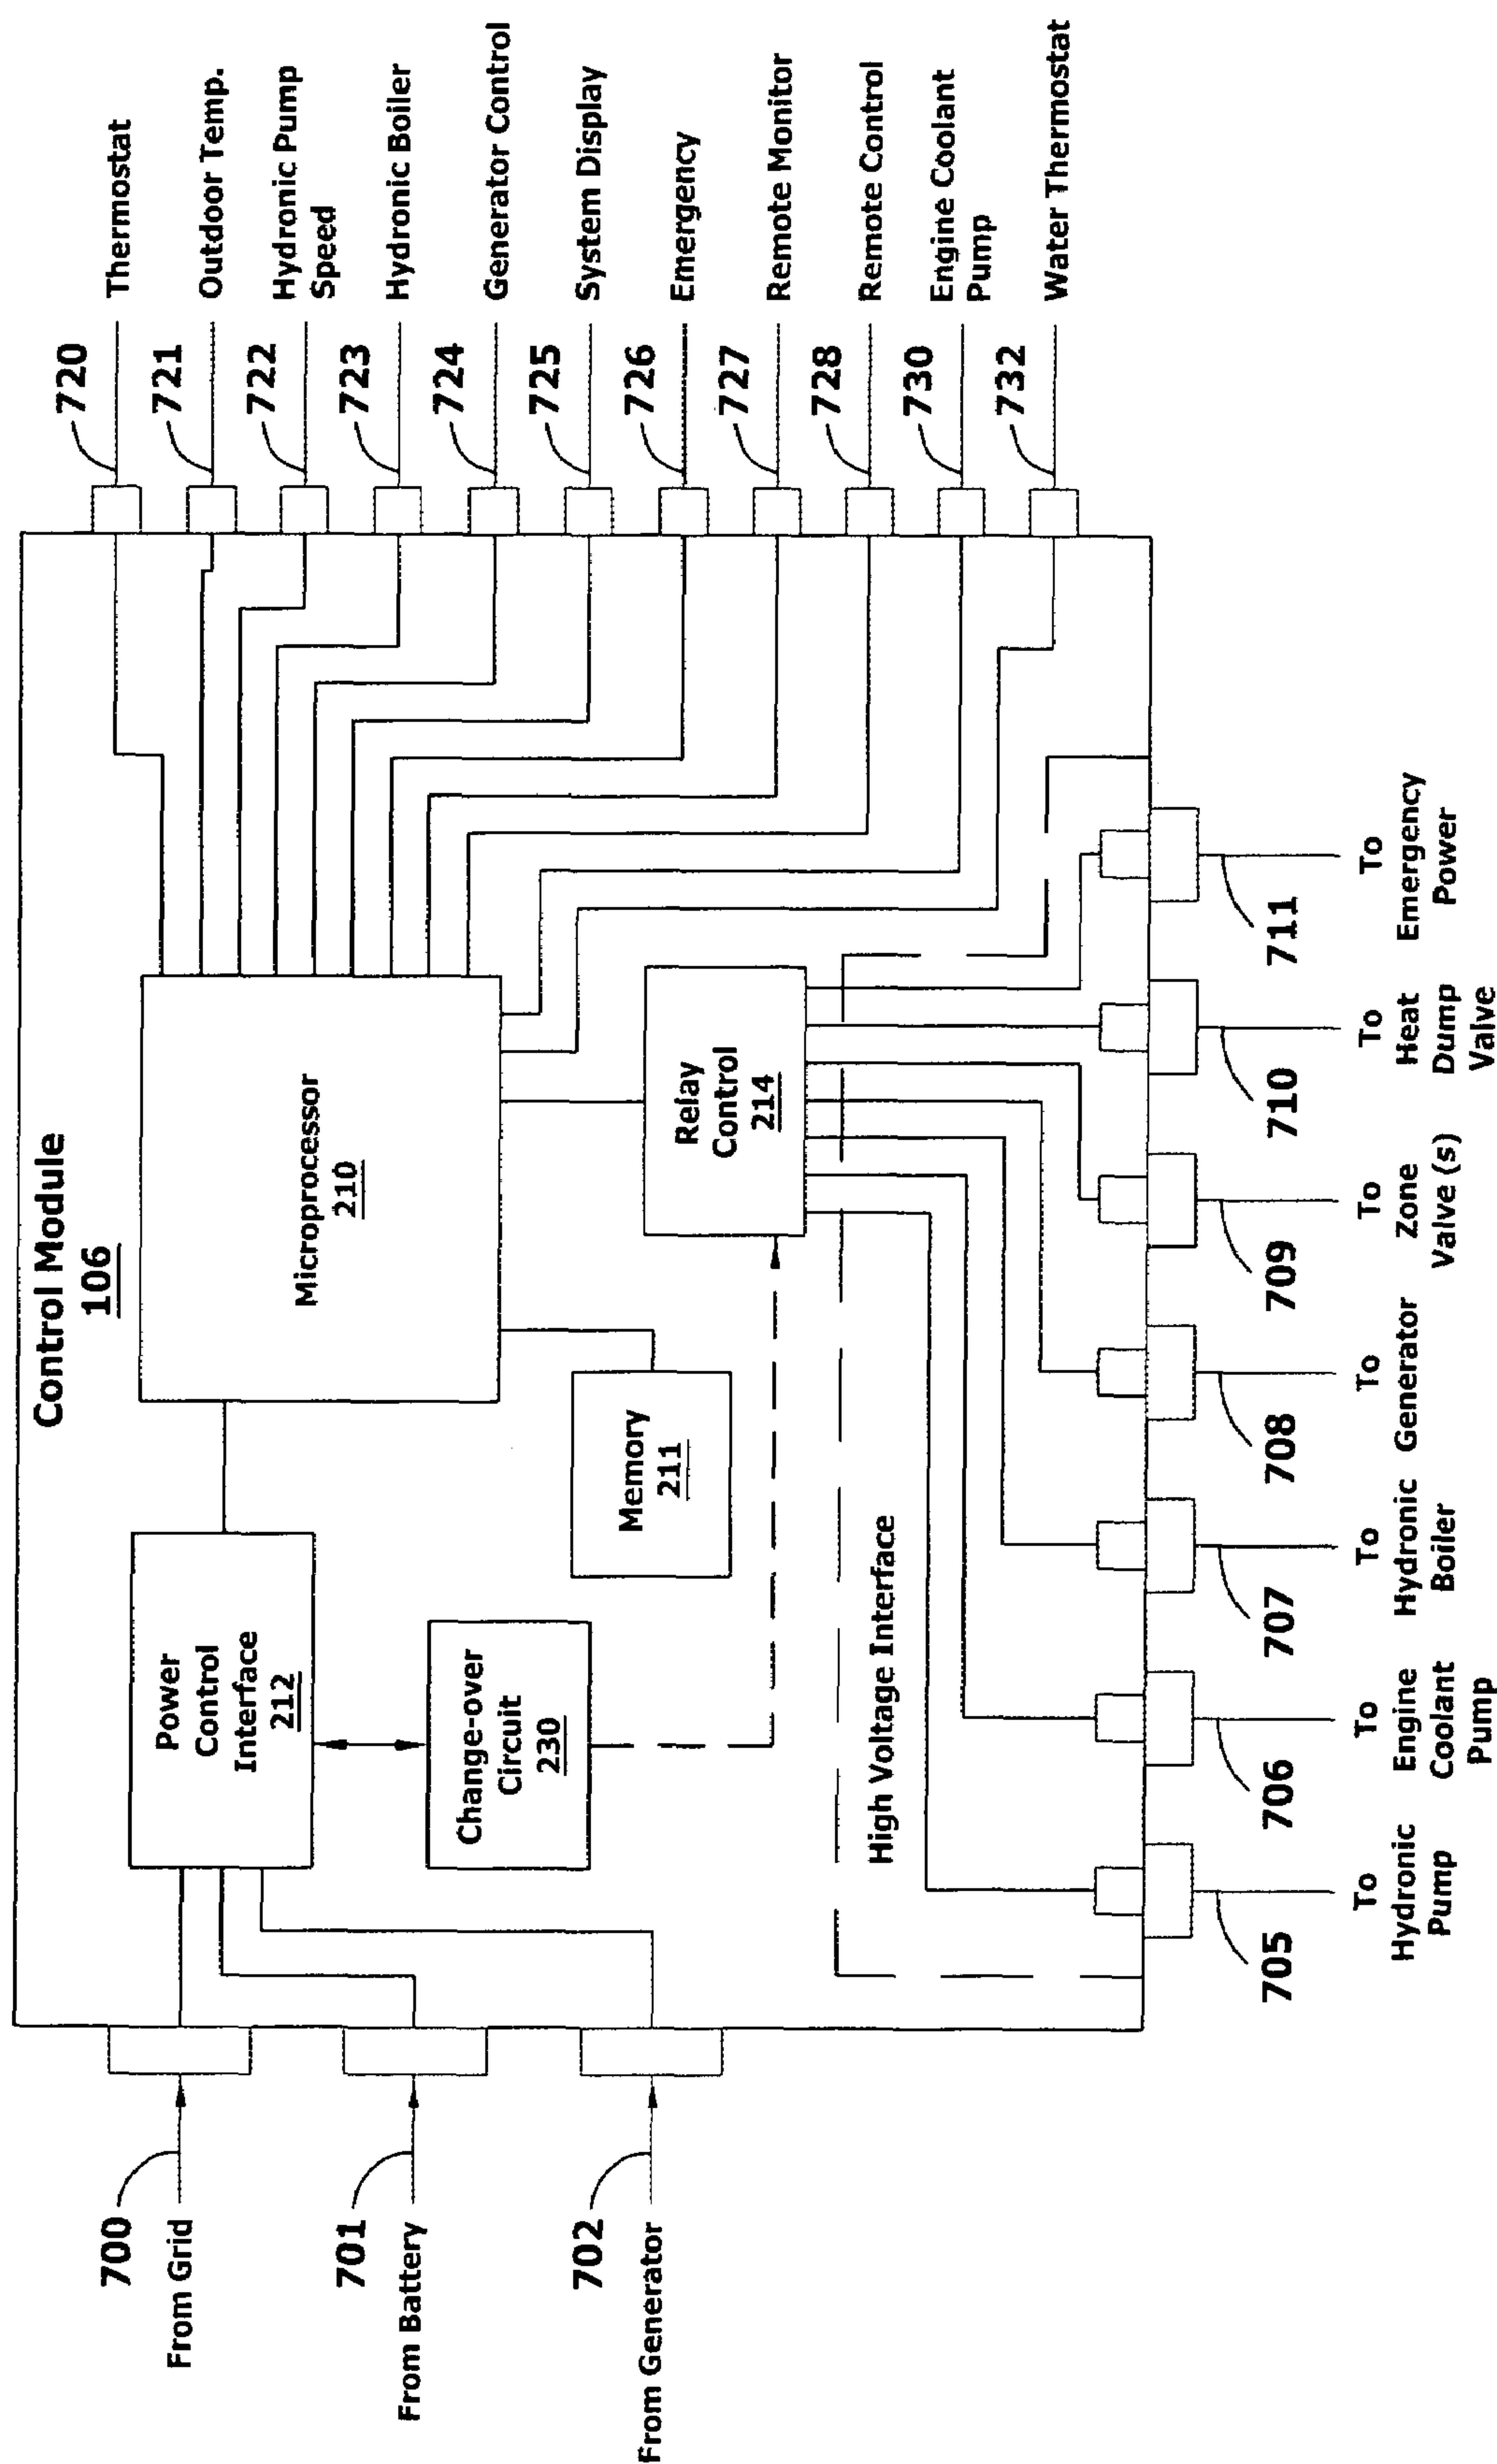 Control Module
106
700
From Grid
701
From Battery
702
From Generator
Power
Control
Interface
212
Change-over
Circuit
230
Microprocessor
210
Memory
211
Relay
Control
214
High Voltage Interface
720
Thermostat
721
Outdoor Temp.
722
Hydronic Pump
Speed
723
Hydronic Boiler
724
Generator Control
725
System Display
726
Emergency
727
Remote Monitor
728
Remote Control
730
Engine Coolant
Pump
732
Water Thermostat
705
To
Hydronic
Pump
706
To
Engine
Coolant
Pump
707
To
Hydronic
Boiler
708
To
Generator
709
To
Zone
Valve (s)
710
To
Heat
Dump
Valve
711
To
Emergency
Power